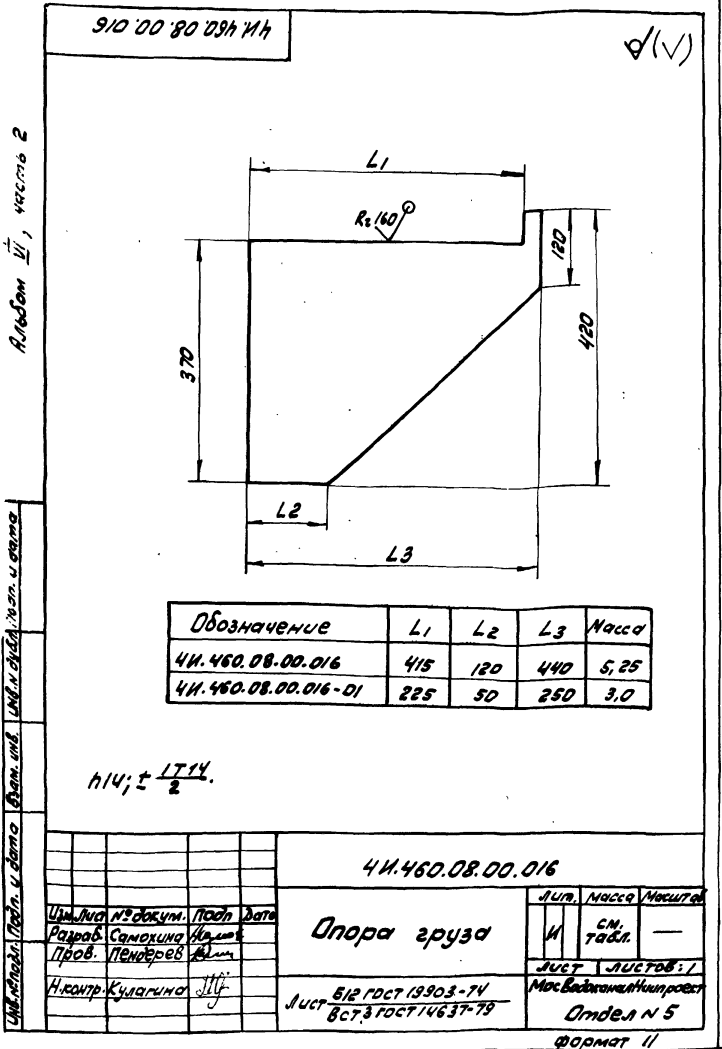 4И.460.08.00.016
√(√)
Альбом VI, часть 2
L1
Rz 160
120
420
370
L2
L3
Обозначение L1 L2 L3 Масса
4И.460.08.00.016 415 120 440 5,25
4И.460.08.00.016-01 225 50 250 3,0
h14; ± IT14
2
Инв.№подл. Подп. и дата Взам. инв. Инв.№ дубл. Подп. и дата
4И.460.08.00.016
Изм Лист № докум. Подп Дата
Разраб. Самохина
Пров. Пендерев
Н.контр. Кулагина
Опора груза
Лит. Масса Масштаб
И см. табл. —
Лист Листов: 1
Лист Б12 ГОСТ 19903-74
ВСт3 ГОСТ 14637-79
МосВодоканалНиипроект
Отдел N 5
Формат 11